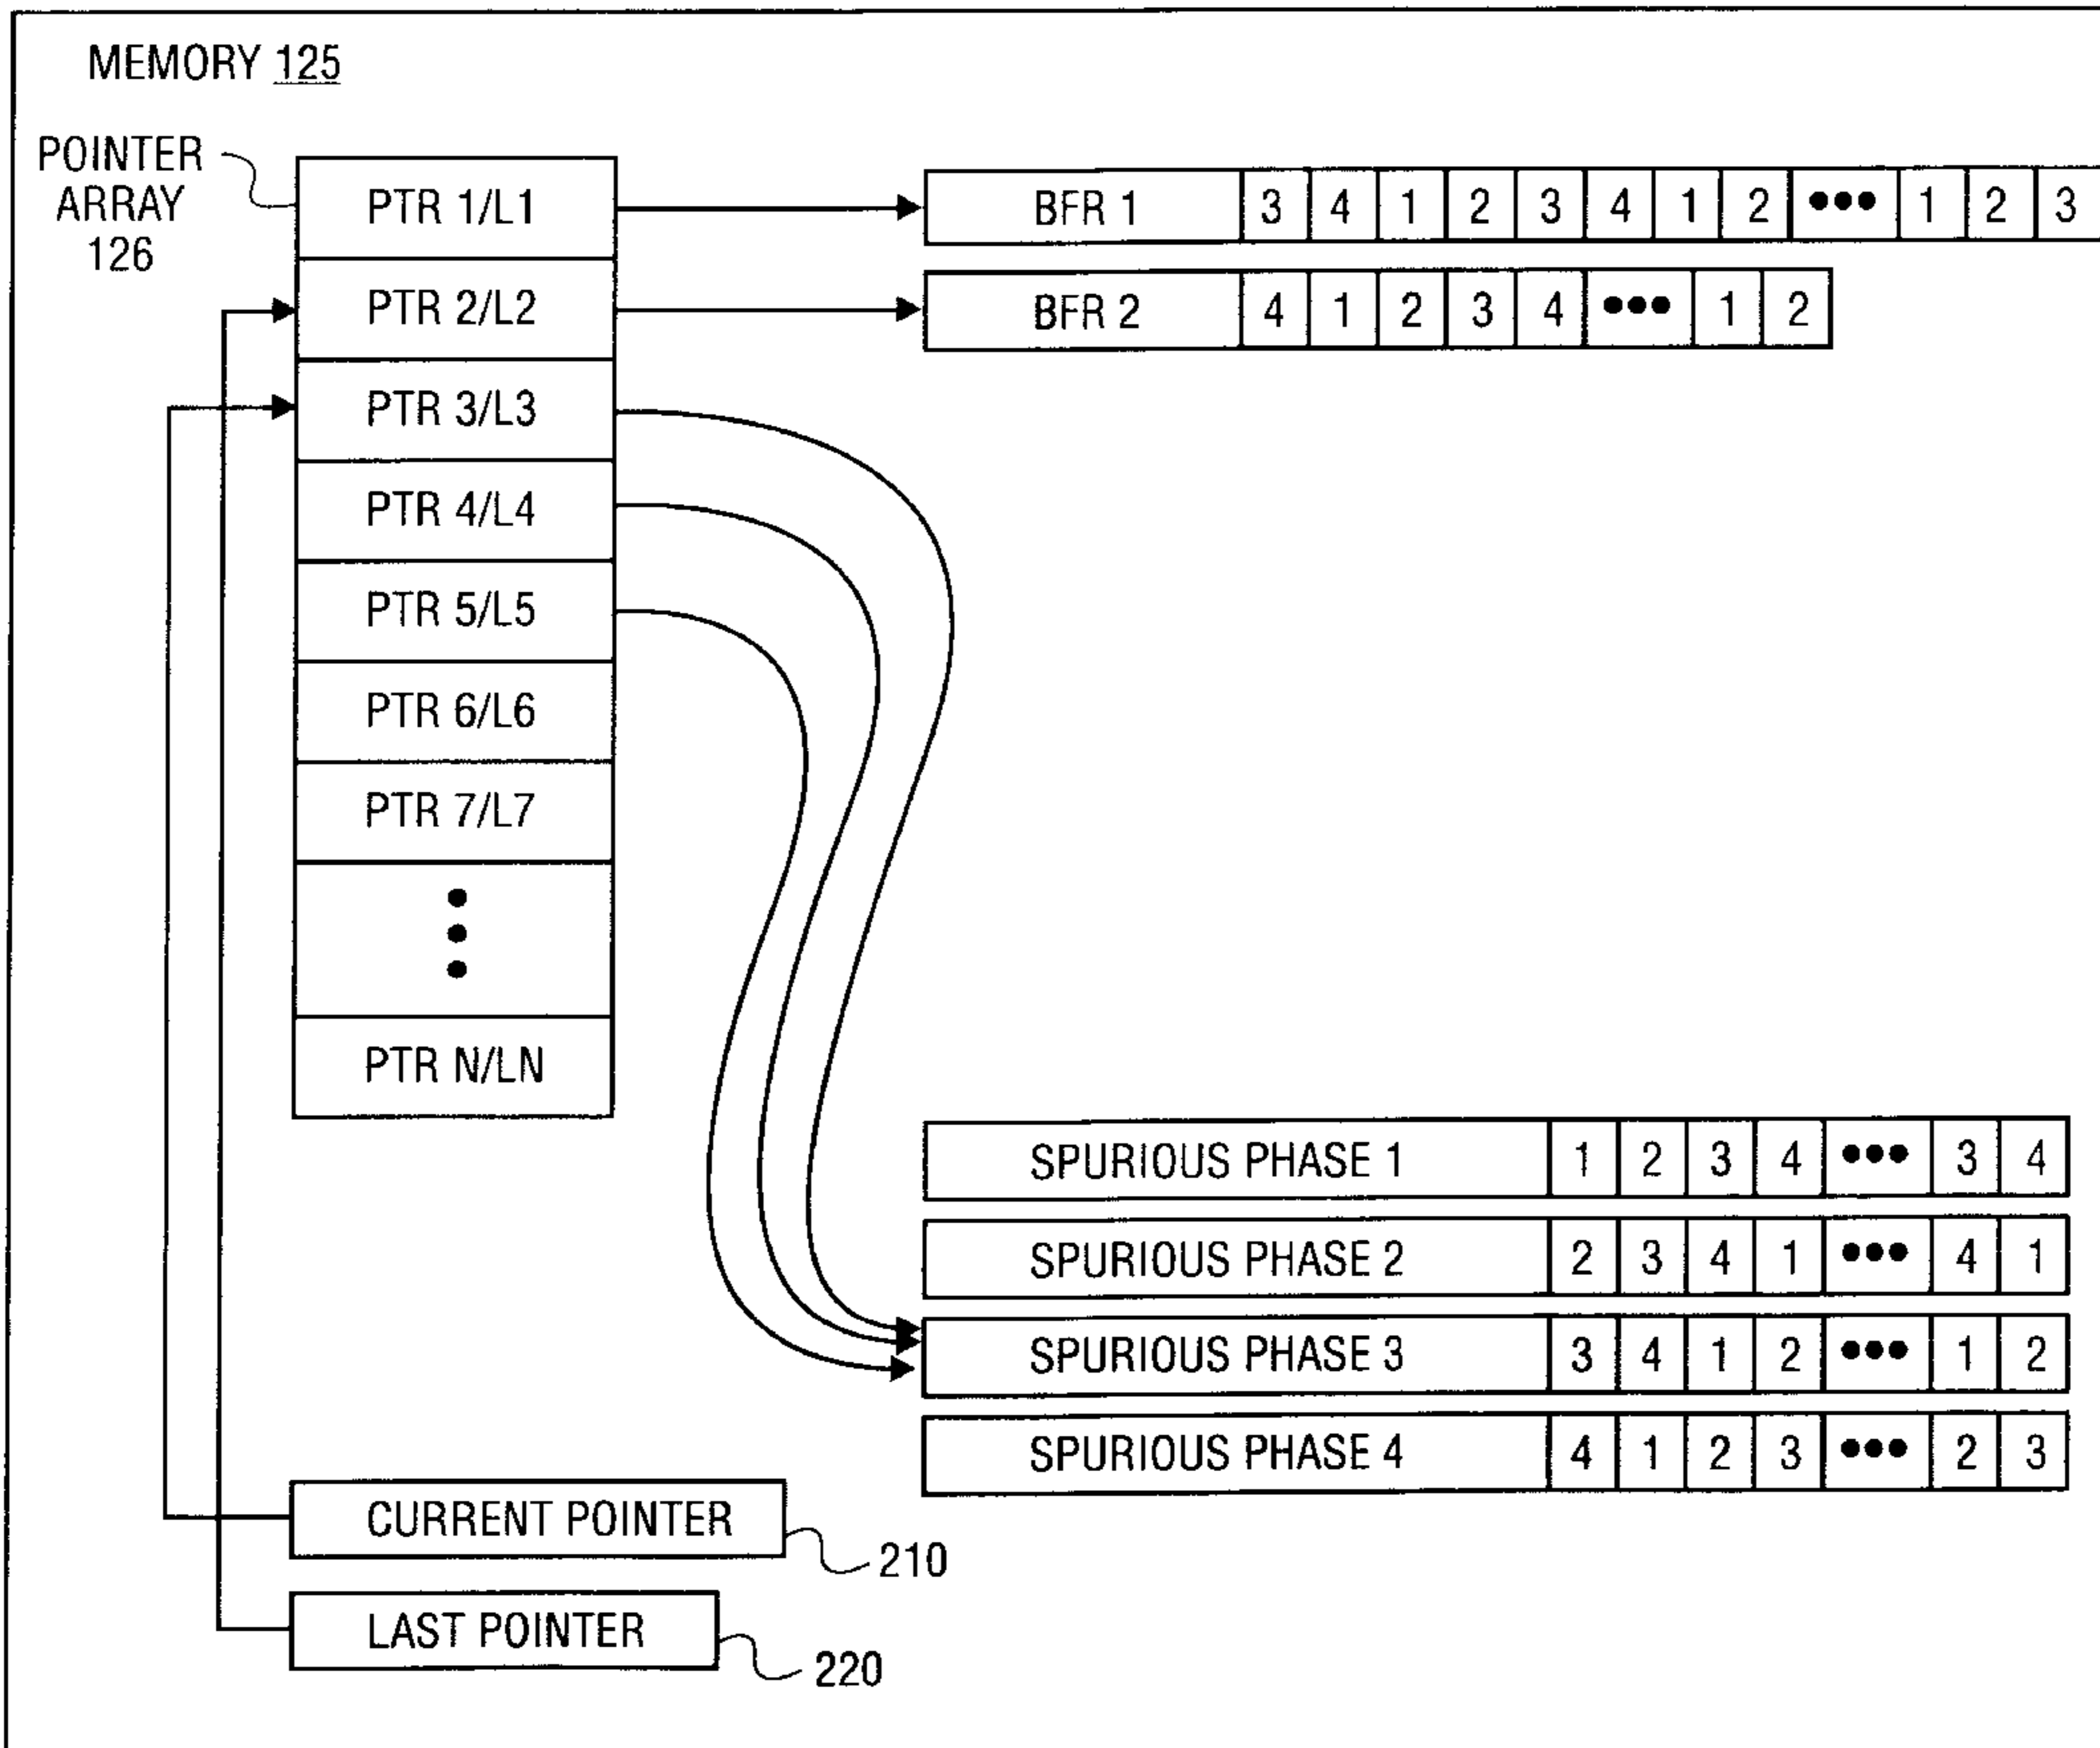 MEMORY 125
POINTER
ARRAY
126
PTR 1/L1
PTR 2/L2
PTR 3/L3
PTR 4/L4
PTR 5/L5
PTR 6/L6
PTR 7/L7
PTR N/LN
BFR 1 3 4 1 2 3 4 1 2 ••• 1 2 3
BFR 2 4 1 2 3 4 ••• 1 2
SPURIOUS PHASE 1 1 2 3 4 ••• 3 4
SPURIOUS PHASE 2 2 3 4 1 ••• 4 1
SPURIOUS PHASE 3 3 4 1 2 ••• 1 2
SPURIOUS PHASE 4 4 1 2 3 ••• 2 3
CURRENT POINTER
210
LAST POINTER
220